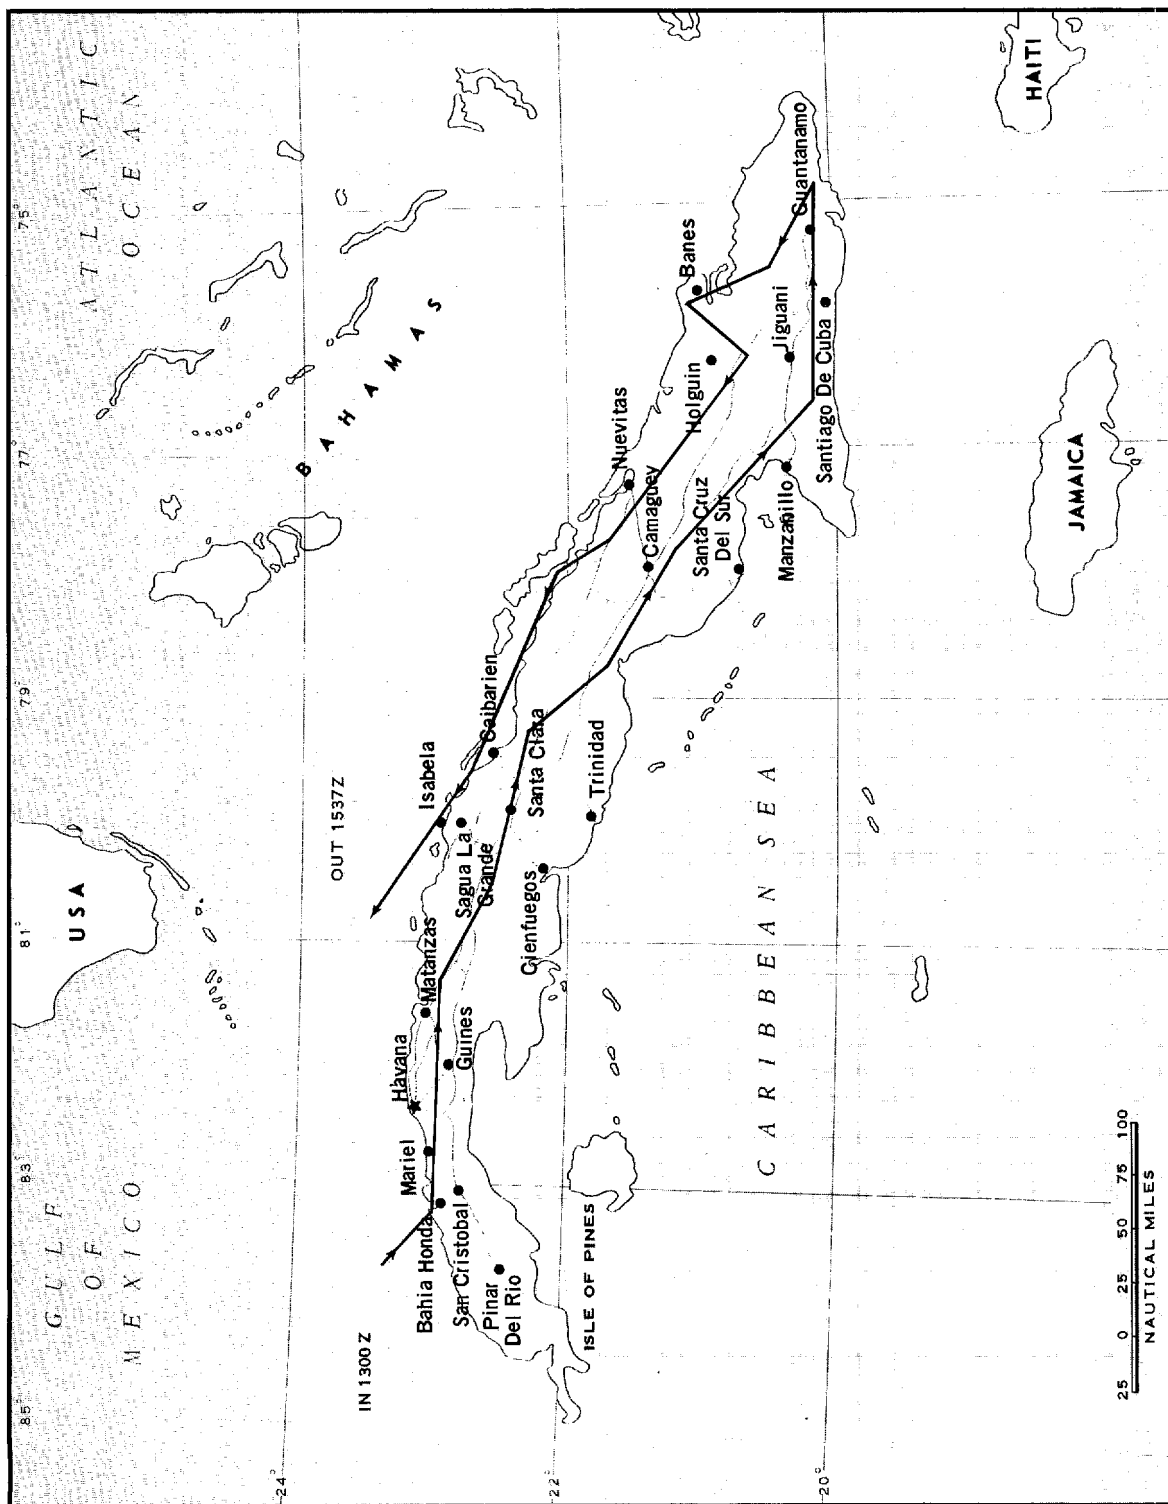 85°
83°
81°
79°
77°
75°
GULF
OF
MEXICO
USA
ATLANTIC
OCEAN
BAHAMAS
24°
22°
20°
IN 1300 Z
OUT 1537Z
Bahia Honda
Mariel
Havana
Matanzas
San Cristobal
Guines
Pinar
Del Rio
Isabela
Sagua La
Grande
Caibarien
Santa Clara
Cienfuegos
Trinidad
Nuevitas
Camaguey
Santa Cruz
Del Sur
Holguin
Banes
Manzanillo
Jiguani
Guantanamo
Santiago De Cuba
ISLE OF PINES
CARIBBEAN SEA
JAMAICA
HAITI
25 0 25 50 75 100
NAUTICAL MILES